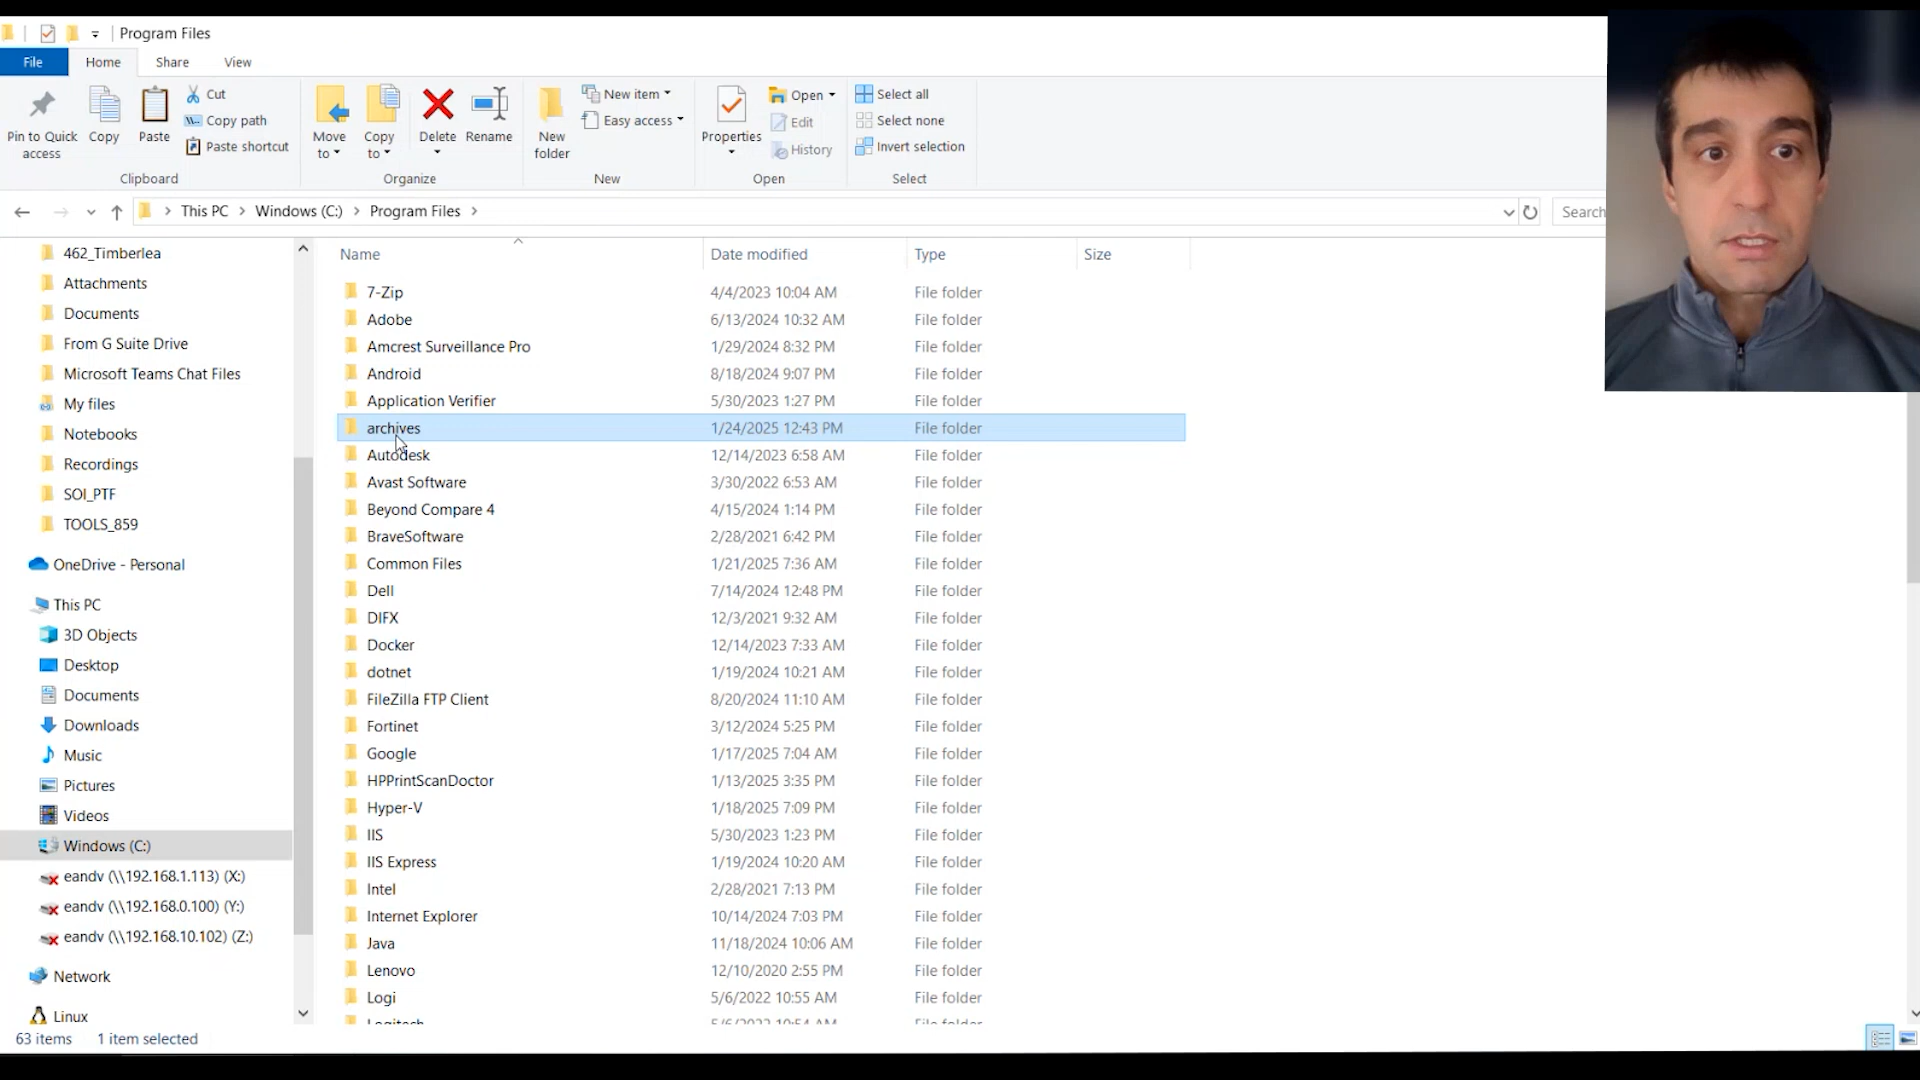 Program Files
File
Home
Share
View
Pin to Quick access
Copy
Paste
Cut
Copy path
Paste shortcut
Clipboard
Move to
Copy to
Delete
Rename
Organize
New folder
New item
Easy access
New
Properties
Open
Edit
History
Open
Select all
Select none
Invert selection
Select
This PC
Windows (C:)
Program Files
Search
462_Timberlea
Attachments
Documents
From G Suite Drive
Microsoft Teams Chat Files
My files
Notebooks
Recordings
SOI_PTF
TOOLS_859
OneDrive - Personal
This PC
3D Objects
Desktop
Documents
Downloads
Music
Pictures
Videos
Windows (C:)
eandv (\\192.168.1.113) (X:)
eandv (\\192.168.0.100) (Y:)
eandv (\\192.168.10.102) (Z:)
Network
Linux
Name Date modified Type Size
7-Zip 4/4/2023 10:04 AM File folder
Adobe 6/13/2024 10:32 AM File folder
Amcrest Surveillance Pro 1/29/2024 8:32 PM File folder
Android 8/18/2024 9:07 PM File folder
Application Verifier 5/30/2023 1:27 PM File folder
archives 1/24/2025 12:43 PM File folder
Autodesk 12/14/2023 6:58 AM File folder
Avast Software 3/30/2022 6:53 AM File folder
Beyond Compare 4 4/15/2024 1:14 PM File folder
BraveSoftware 2/28/2021 6:42 PM File folder
Common Files 1/21/2025 7:36 AM File folder
Dell 7/14/2024 12:48 PM File folder
DIFX 12/3/2021 9:32 AM File folder
Docker 12/14/2023 7:33 AM File folder
dotnet 1/19/2024 10:21 AM File folder
FileZilla FTP Client 8/20/2024 11:10 AM File folder
Fortinet 3/12/2024 5:25 PM File folder
Google 1/17/2025 7:04 AM File folder
HPPrintScanDoctor 1/13/2025 3:35 PM File folder
Hyper-V 1/18/2025 7:09 PM File folder
IIS 5/30/2023 1:23 PM File folder
IIS Express 1/19/2024 10:20 AM File folder
Intel 2/28/2021 7:13 PM File folder
Internet Explorer 10/14/2024 7:03 PM File folder
Java 11/18/2024 10:06 AM File folder
Lenovo 12/10/2020 2:55 PM File folder
Logi 5/6/2022 10:55 AM File folder
Logitech 5/6/2022 10:54 AM File folder
63 items 1 item selected